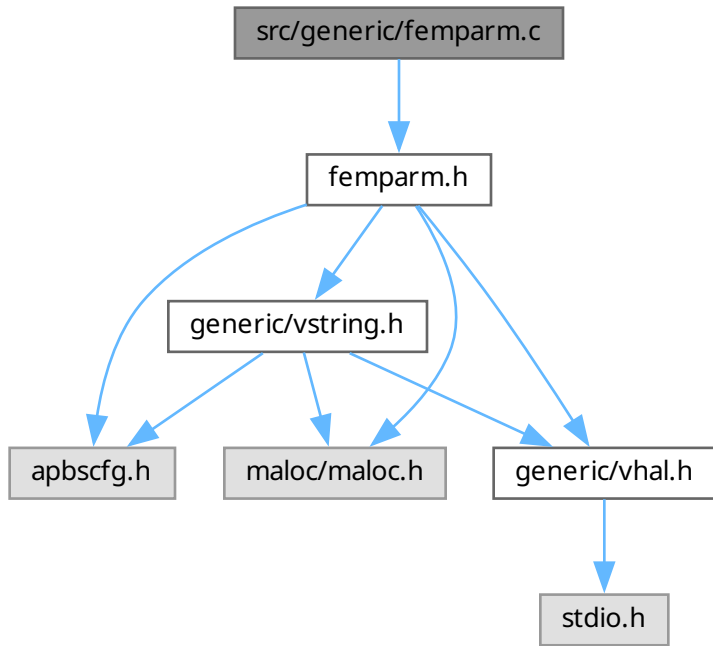 src/generic/femparm.c
femparm.h
generic/vstring.h
apbscfg.h
maloc/maloc.h
generic/vhal.h
stdio.h